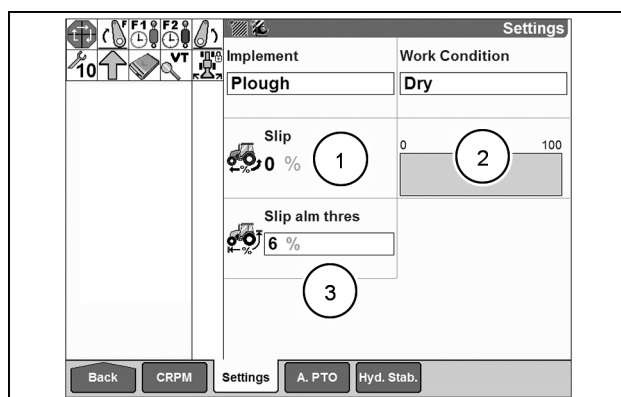 F F1 F2
Settings
10 VT
Implement Work Condition
Plough Dry
Slip
0 % 1
0 2 100
Slip alm thres
6 %
3
Back CRPM Settings A. PTO Hyd. Stab.